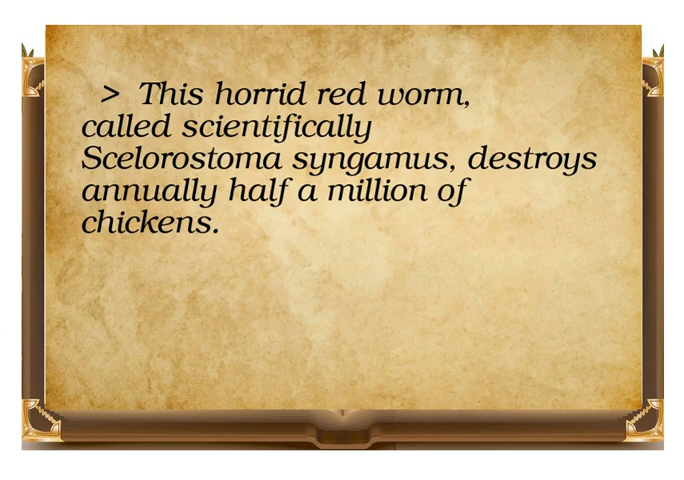 > This horrid red worm,
called scientifically
Scelorostoma syngamus, destroys
annually half a million of
chickens.